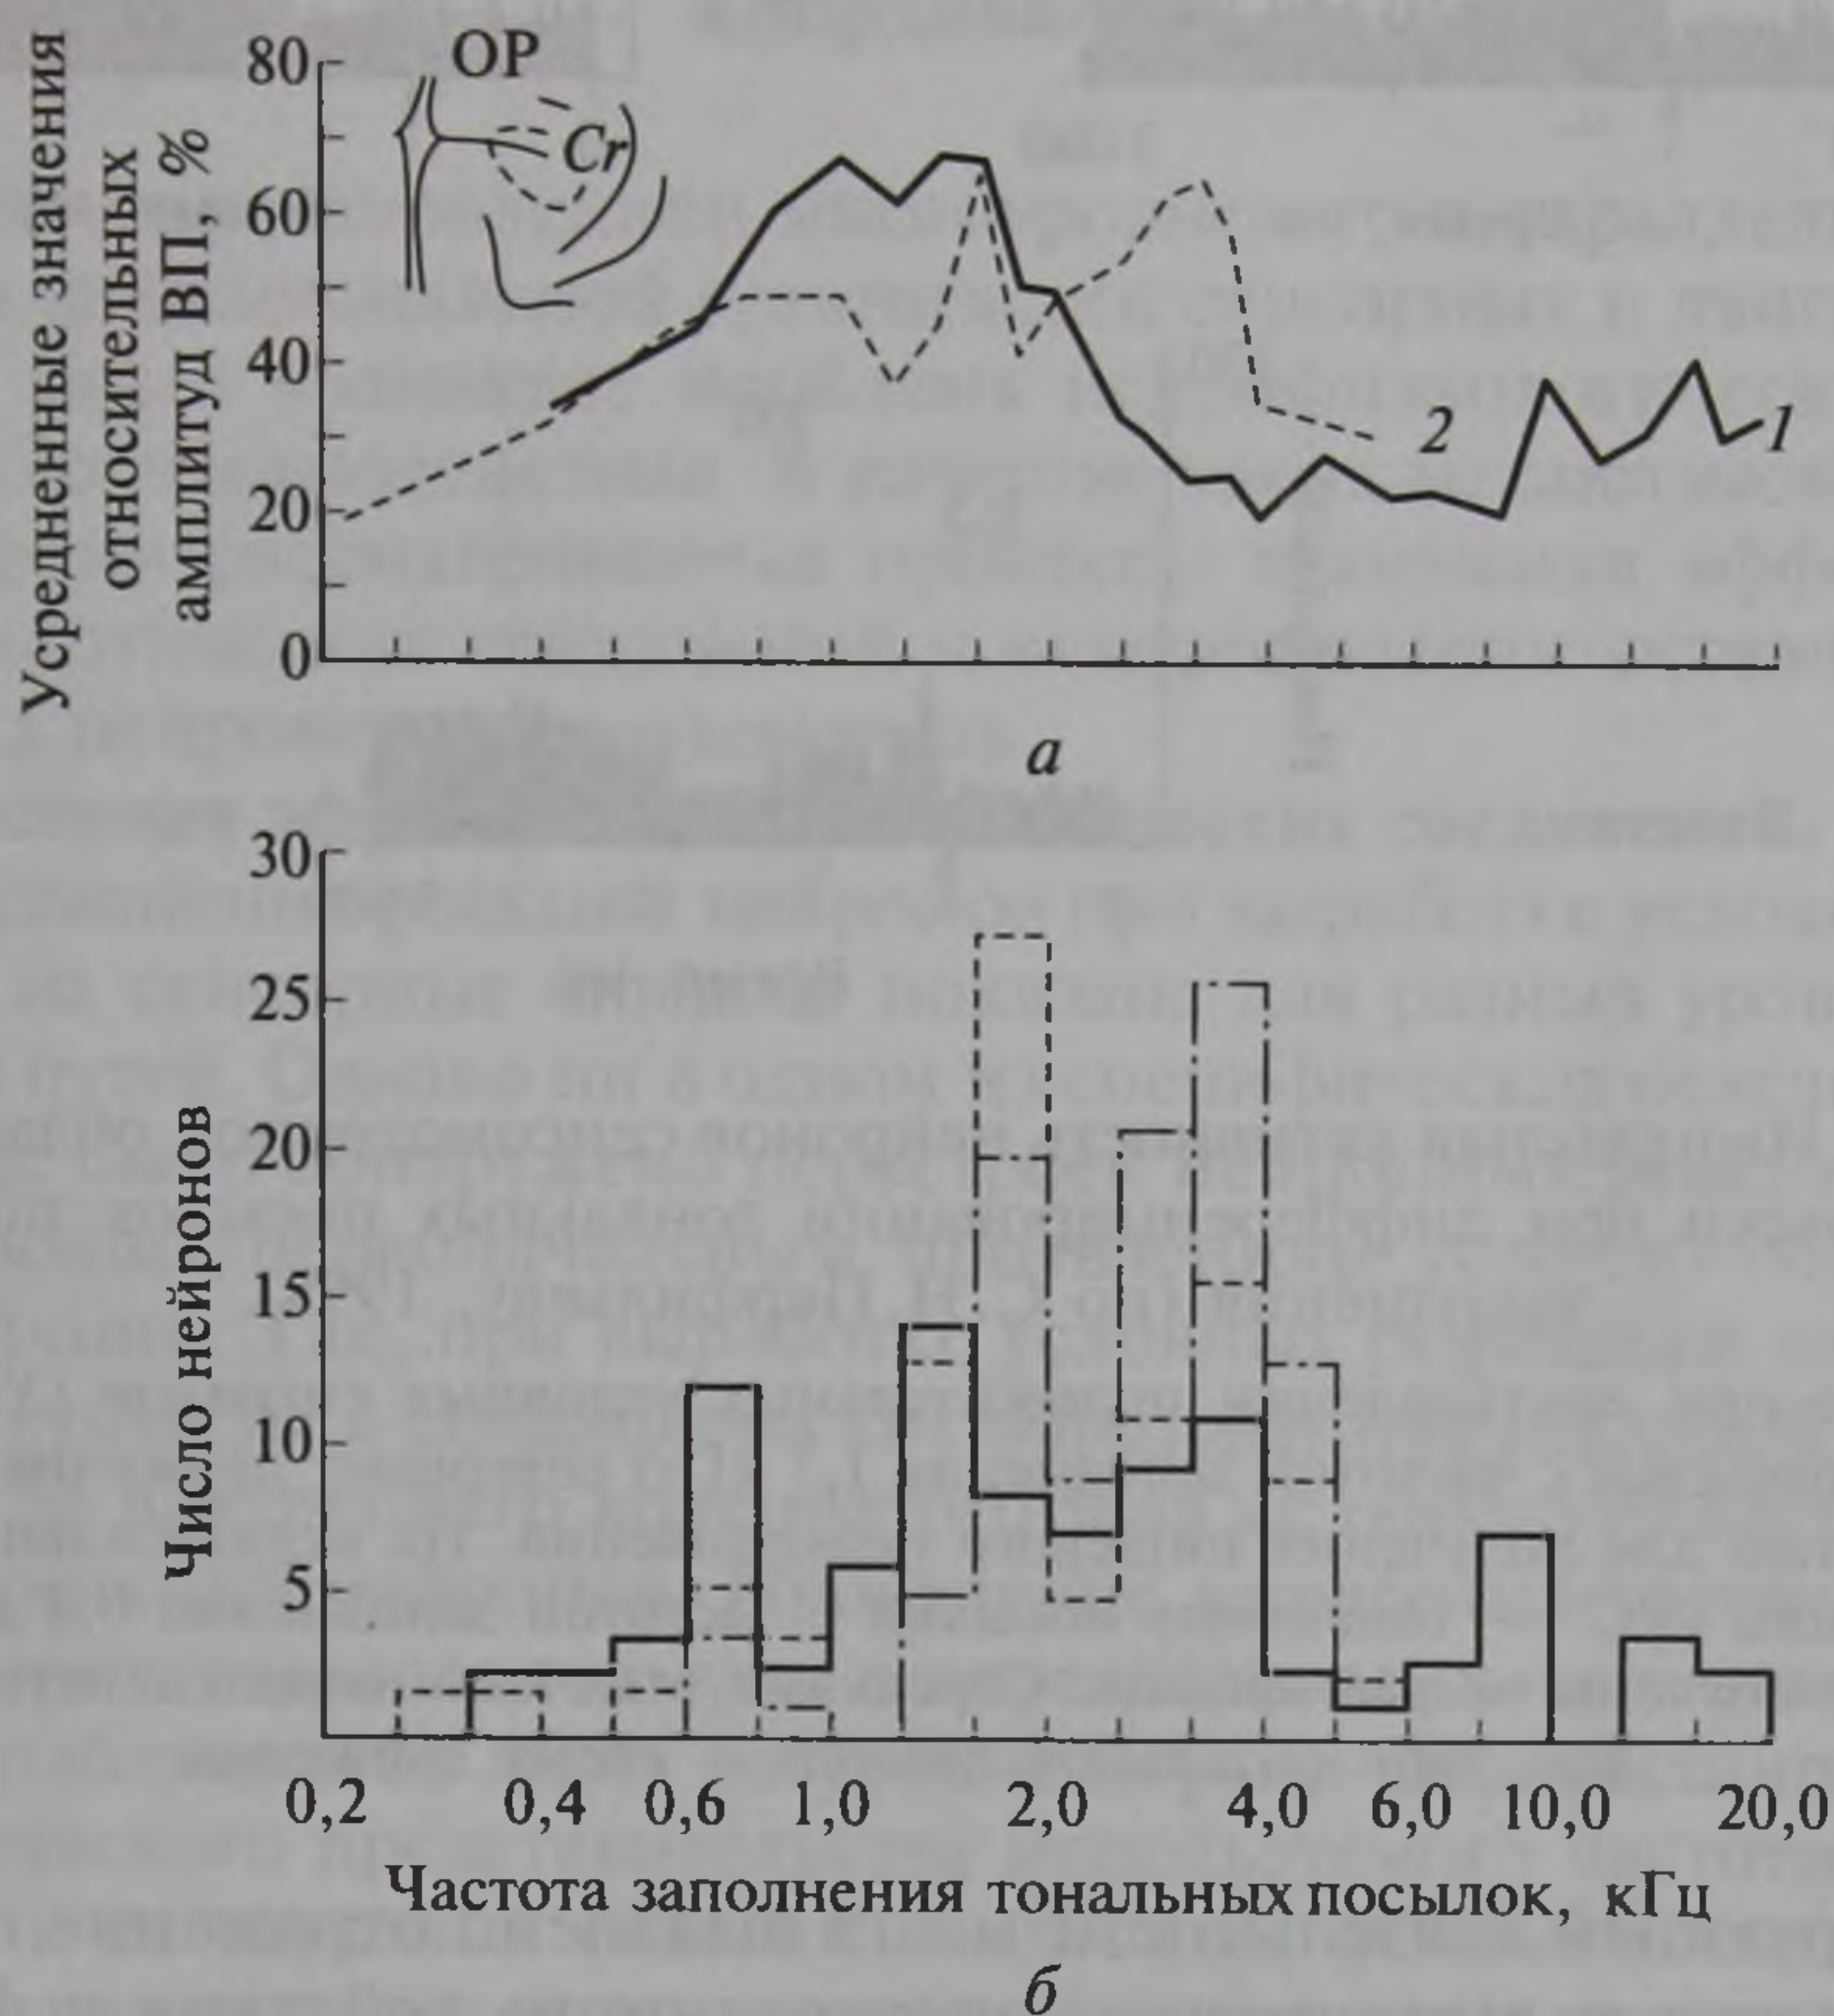 Усредненные значения
относительных
амплитуд ВП, %
80
60
40
20
0
ОР
Cr
2
1
а
Число нейронов
30
25
20
15
10
5
0,2 0,4 0,6 1,0 2,0 4,0 6,0 10,0 20,0
Частота заполнения тональных посылок, кГц
б